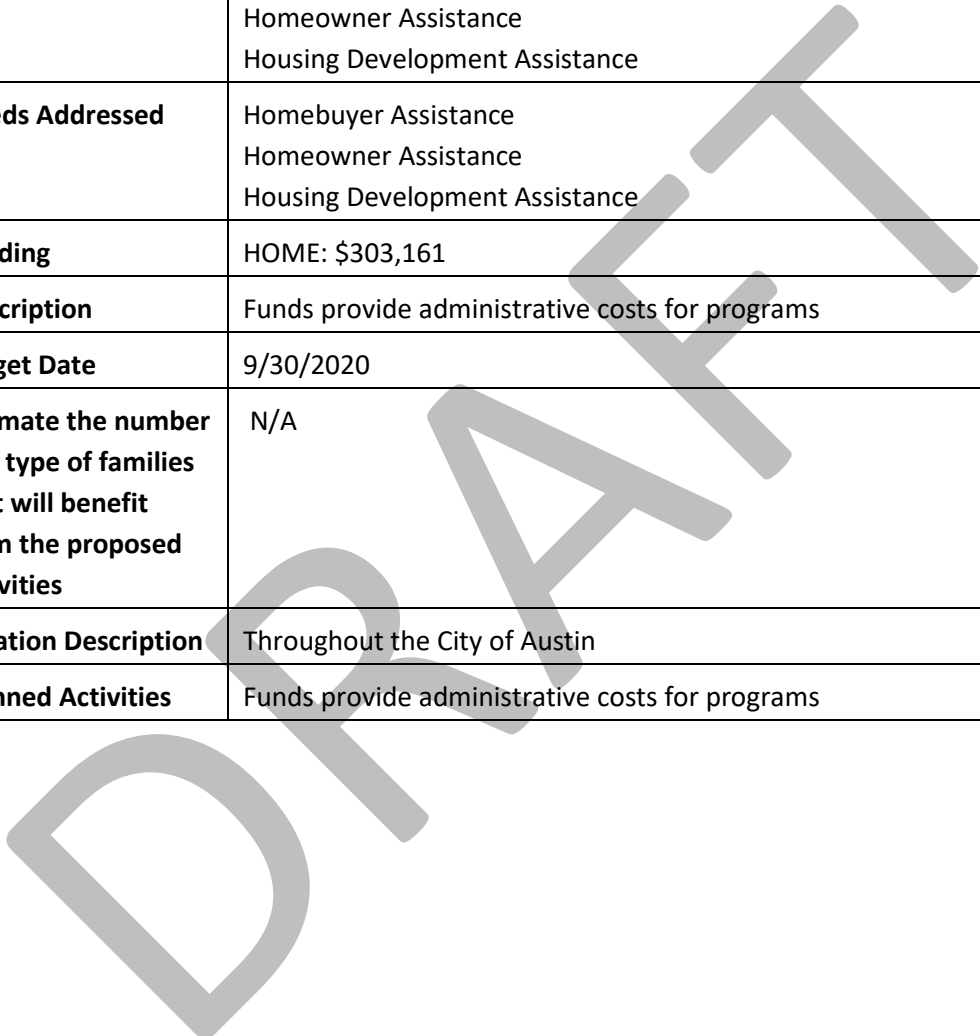 Homeowner Assistance
Housing Development Assistance
ds Addressed
Homebuyer Assistance
Homeowner Assistance
Housing Development Assistance
ding
HOME: $303,161
cription
Funds provide administrative costs for programs
get Date
9/30/2020
mate the number
type of families
t will benefit
m the proposed
vities
N/A
ation Description
Throughout the City of Austin
nned Activities
Funds provide administrative costs for programs
DRAFT